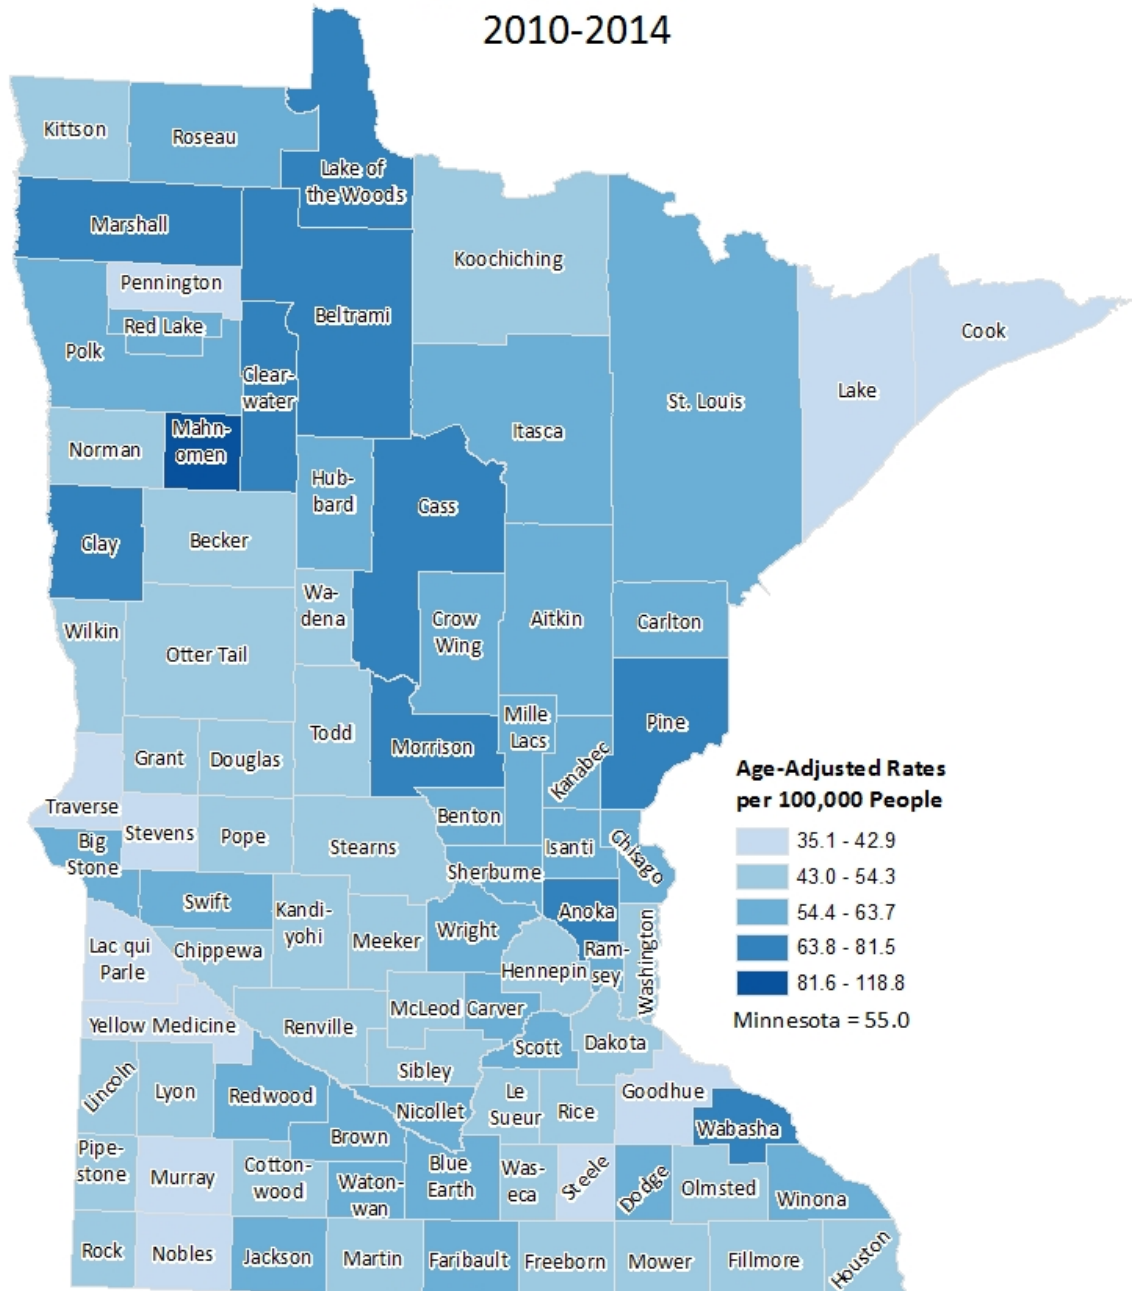 2010-2014
Kittson
Roseau
Lake of
the Woods
Marshall
Koochiching
Pennington
Beltrami
Red Lake
Cook
Polk
Clear-
water
Lake
St. Louis
Mahn-
omen
Itasca
Norman
Hub-
bard
Cass
Clay
Becker
Wa-
dena
Crow
Wing
Aitkin
Carlton
Wilkin
Otter Tail
Mille
Lacs
Pine
Todd
Morrison
Grant
Douglas
Kanabec
Age-Adjusted Rates
per 100,000 People
35.1 - 42.9
43.0 - 54.3
54.4 - 63.7
63.8 - 81.5
81.6 - 118.8
Minnesota = 55.0
Traverse
Benton
Stevens
Pope
Big
Stone
Stearns
Isanti
Chisago
Sherburne
Swift
Kandi-
yohi
Anoka
Wright
Meeker
Lac qui
Parle
Chippewa
Ram-
sey
Hennepin
Washington
McLeod
Carver
Yellow Medicine
Renville
Scott
Dakota
Sibley
Lincoln
Lyon
Redwood
Le
Sueur
Rice
Goodhue
Nicollet
Wabasha
Brown
Pipe-
stone
Murray
Cotton-
wood
Waton-
wan
Blue
Earth
Was-
eca
Steele
Dodge
Olmsted
Winona
Rock
Nobles
Jackson
Martin
Faribault
Freeborn
Mower
Fillmore
Houston